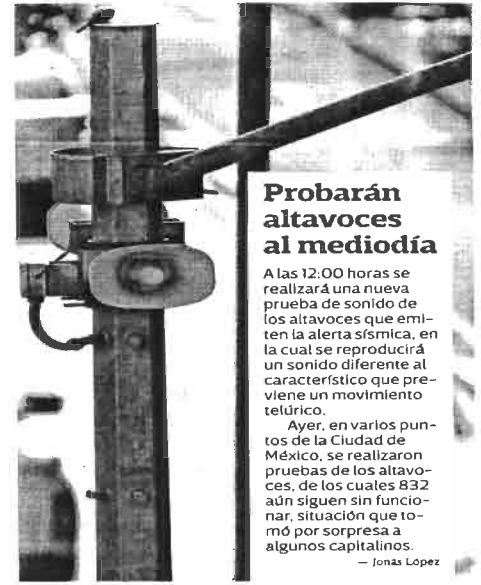 Probarán
altavoces
al mediodía
A las 12:00 horas se
realizará una nueva
prueba de sonido de
los altavoces que emi-
ten la alerta sísmica, en
la cual se reproducirá
un sonido diferente al
característico que pre-
viene un movimiento
telúrico.
Ayer, en varios pun-
tos de la Ciudad de
México, se realizaron
pruebas de los altavo-
ces, de los cuales 832
aún siguen sin funcio-
nar, situación que to-
mó por sorpresa a
algunos capitalinos.
— Jonás López